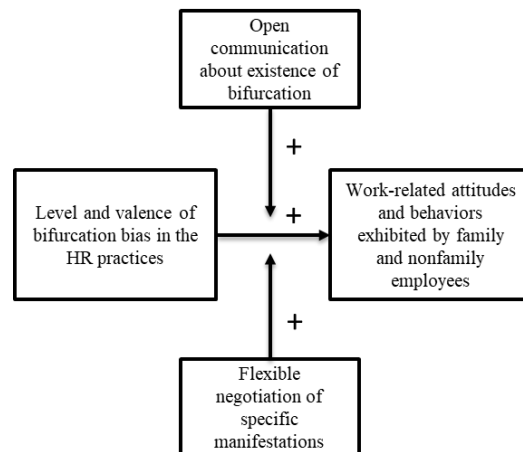 Open
communication
about existence of
bifurcation
+
+
Level and valence of
bifurcation bias in the
HR practices
Work-related attitudes
and behaviors
exhibited by family
and nonfamily
employees
+
Flexible
negotiation of
specific
manifestations